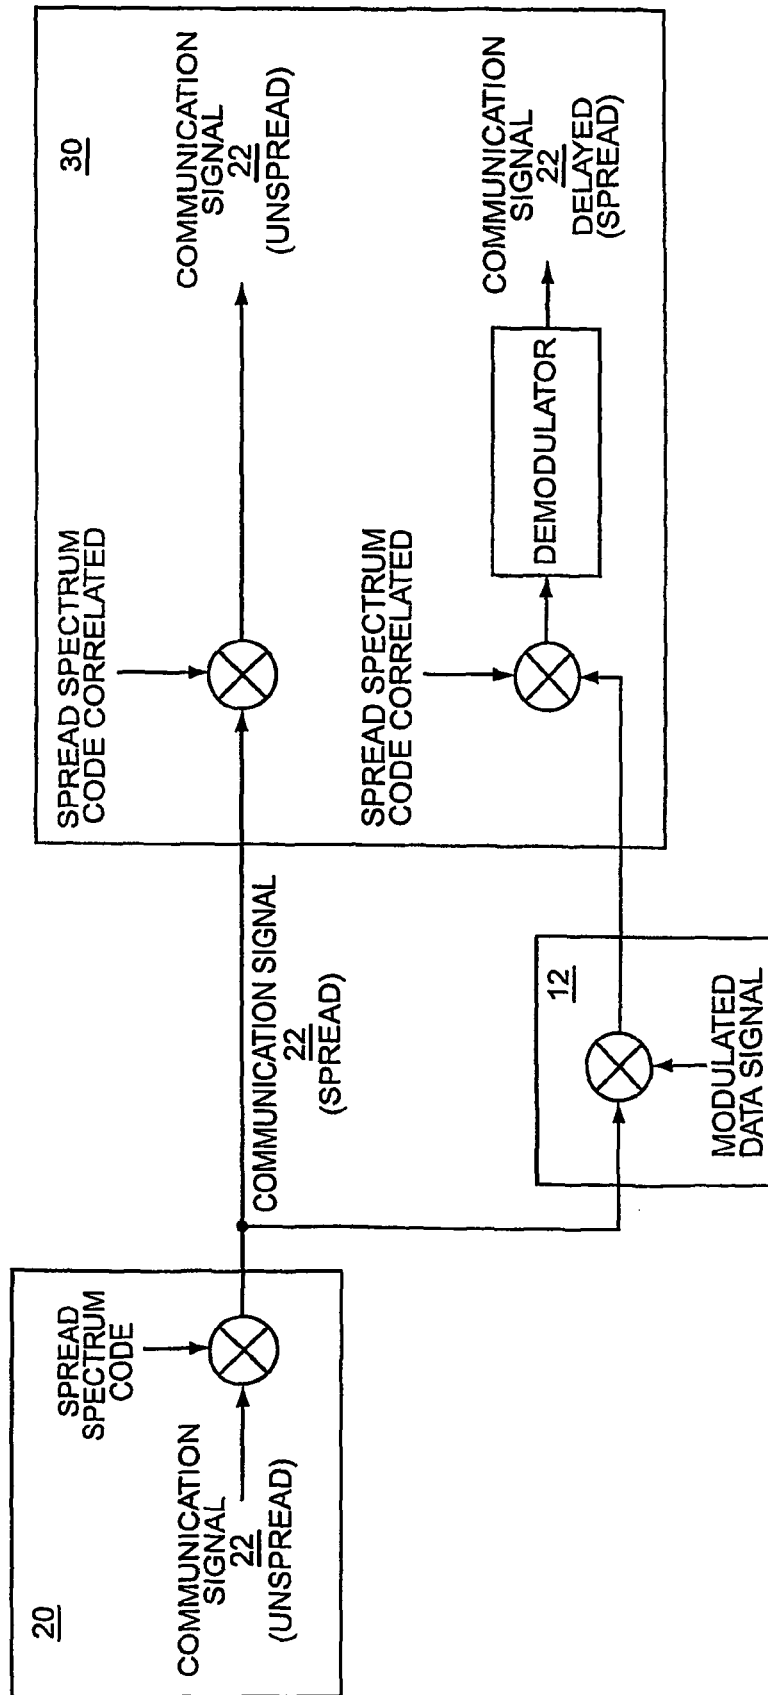 20
SPREAD
SPECTRUM
CODE
COMMUNICATION
SIGNAL
22
(UNSPREAD)
COMMUNICATION SIGNAL
22
(SPREAD)
12
MODULATED
DATA SIGNAL
30
SPREAD SPECTRUM
CODE CORRELATED
COMMUNICATION
SIGNAL
22
(UNSPREAD)
SPREAD SPECTRUM
CODE CORRELATED
DEMODULATOR
COMMUNICATION
SIGNAL
22
DELAYED
(SPREAD)